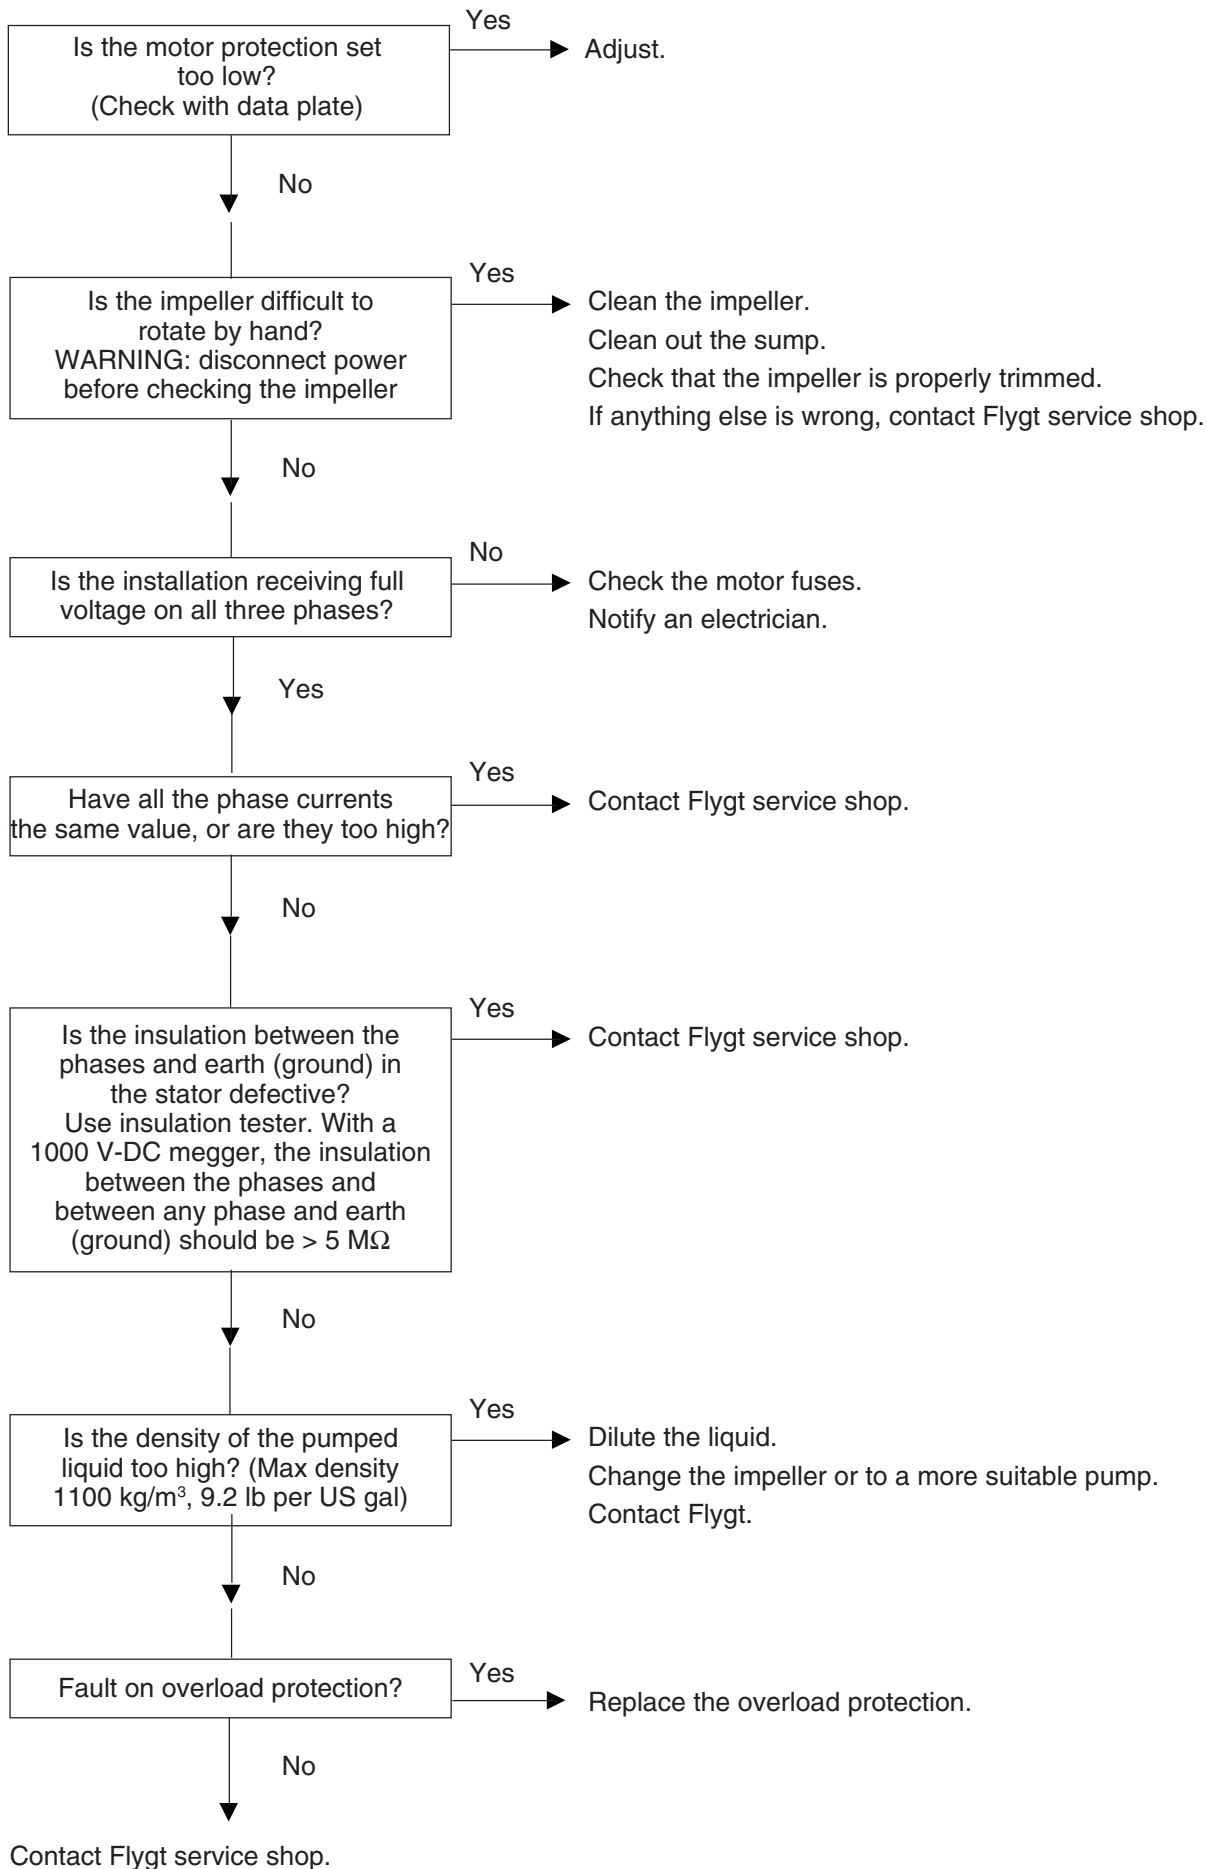 Is the motor protection set
too low?
(Check with data plate)
Yes
Adjust.
No
Is the impeller difficult to
rotate by hand?
WARNING: disconnect power
before checking the impeller
Yes
Clean the impeller.
Clean out the sump.
Check that the impeller is properly trimmed.
If anything else is wrong, contact Flygt service shop.
No
Is the installation receiving full
voltage on all three phases?
No
Check the motor fuses.
Notify an electrician.
Yes
Have all the phase currents
the same value, or are they too high?
Yes
Contact Flygt service shop.
No
Is the insulation between the
phases and earth (ground) in
the stator defective?
Use insulation tester. With a
1000 V-DC megger, the insulation
between the phases and
between any phase and earth
(ground) should be > 5 MΩ
Yes
Contact Flygt service shop.
No
Is the density of the pumped
liquid too high? (Max density
1100 kg/m³, 9.2 lb per US gal)
Yes
Dilute the liquid.
Change the impeller or to a more suitable pump.
Contact Flygt.
No
Fault on overload protection?
Yes
Replace the overload protection.
No
Contact Flygt service shop.